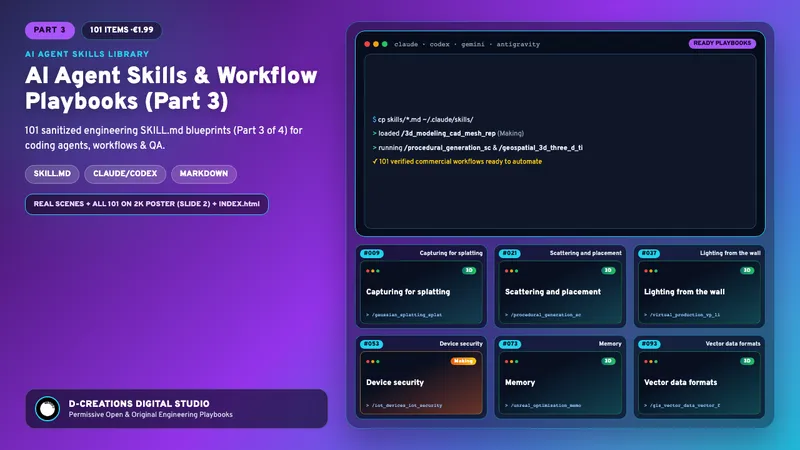 PART 3
101 ITEMS •€1.99
AI AGENT SKILLS LIBRARY
AI Agent Skills & Workflow
Playbooks (Part 3)
101 sanitized engineering SKILL.md blueprints (Part 3 of 4) for
coding agents, workflows & QA.
SKILL.MD
CLAUDE/CODEX
MARKDOWN
REAL SCENES + ALL 101 ON 2K POSTER (SLIDE 2) + INDEX.html
D-CREATIONS DIGITAL STUDIO
Permissive Open & Original Engineering Playbooks
claude · codex · gemini · antigravity
READY PLAYBOOKS
$ cp skills/*.md ~/.claude/skills/
> loaded /3d_modeling_cad_mesh_rep (Making)
> running /procedural_generation_sc & /geospatial_3d_three_d_ti
✓ 101 verified commercial workflows ready to automate
#009
Capturing for splatting
3D
Capturing for splatting
> /gaussian_splatting_splat
#021
Scattering and placement
3D
Scattering and placement
> /procedural_generation_sc
#037
Lighting from the wall
3D
Lighting from the wall
> /virtual_production_vp_li
#053
Device security
Making
Device security
> /iot_devices_iot_security
#073
Memory
3D
Memory
> /unreal_optimisation_memo
#093
Vector data formats
3D
Vector data formats
> /gis_vector_data_vector_f